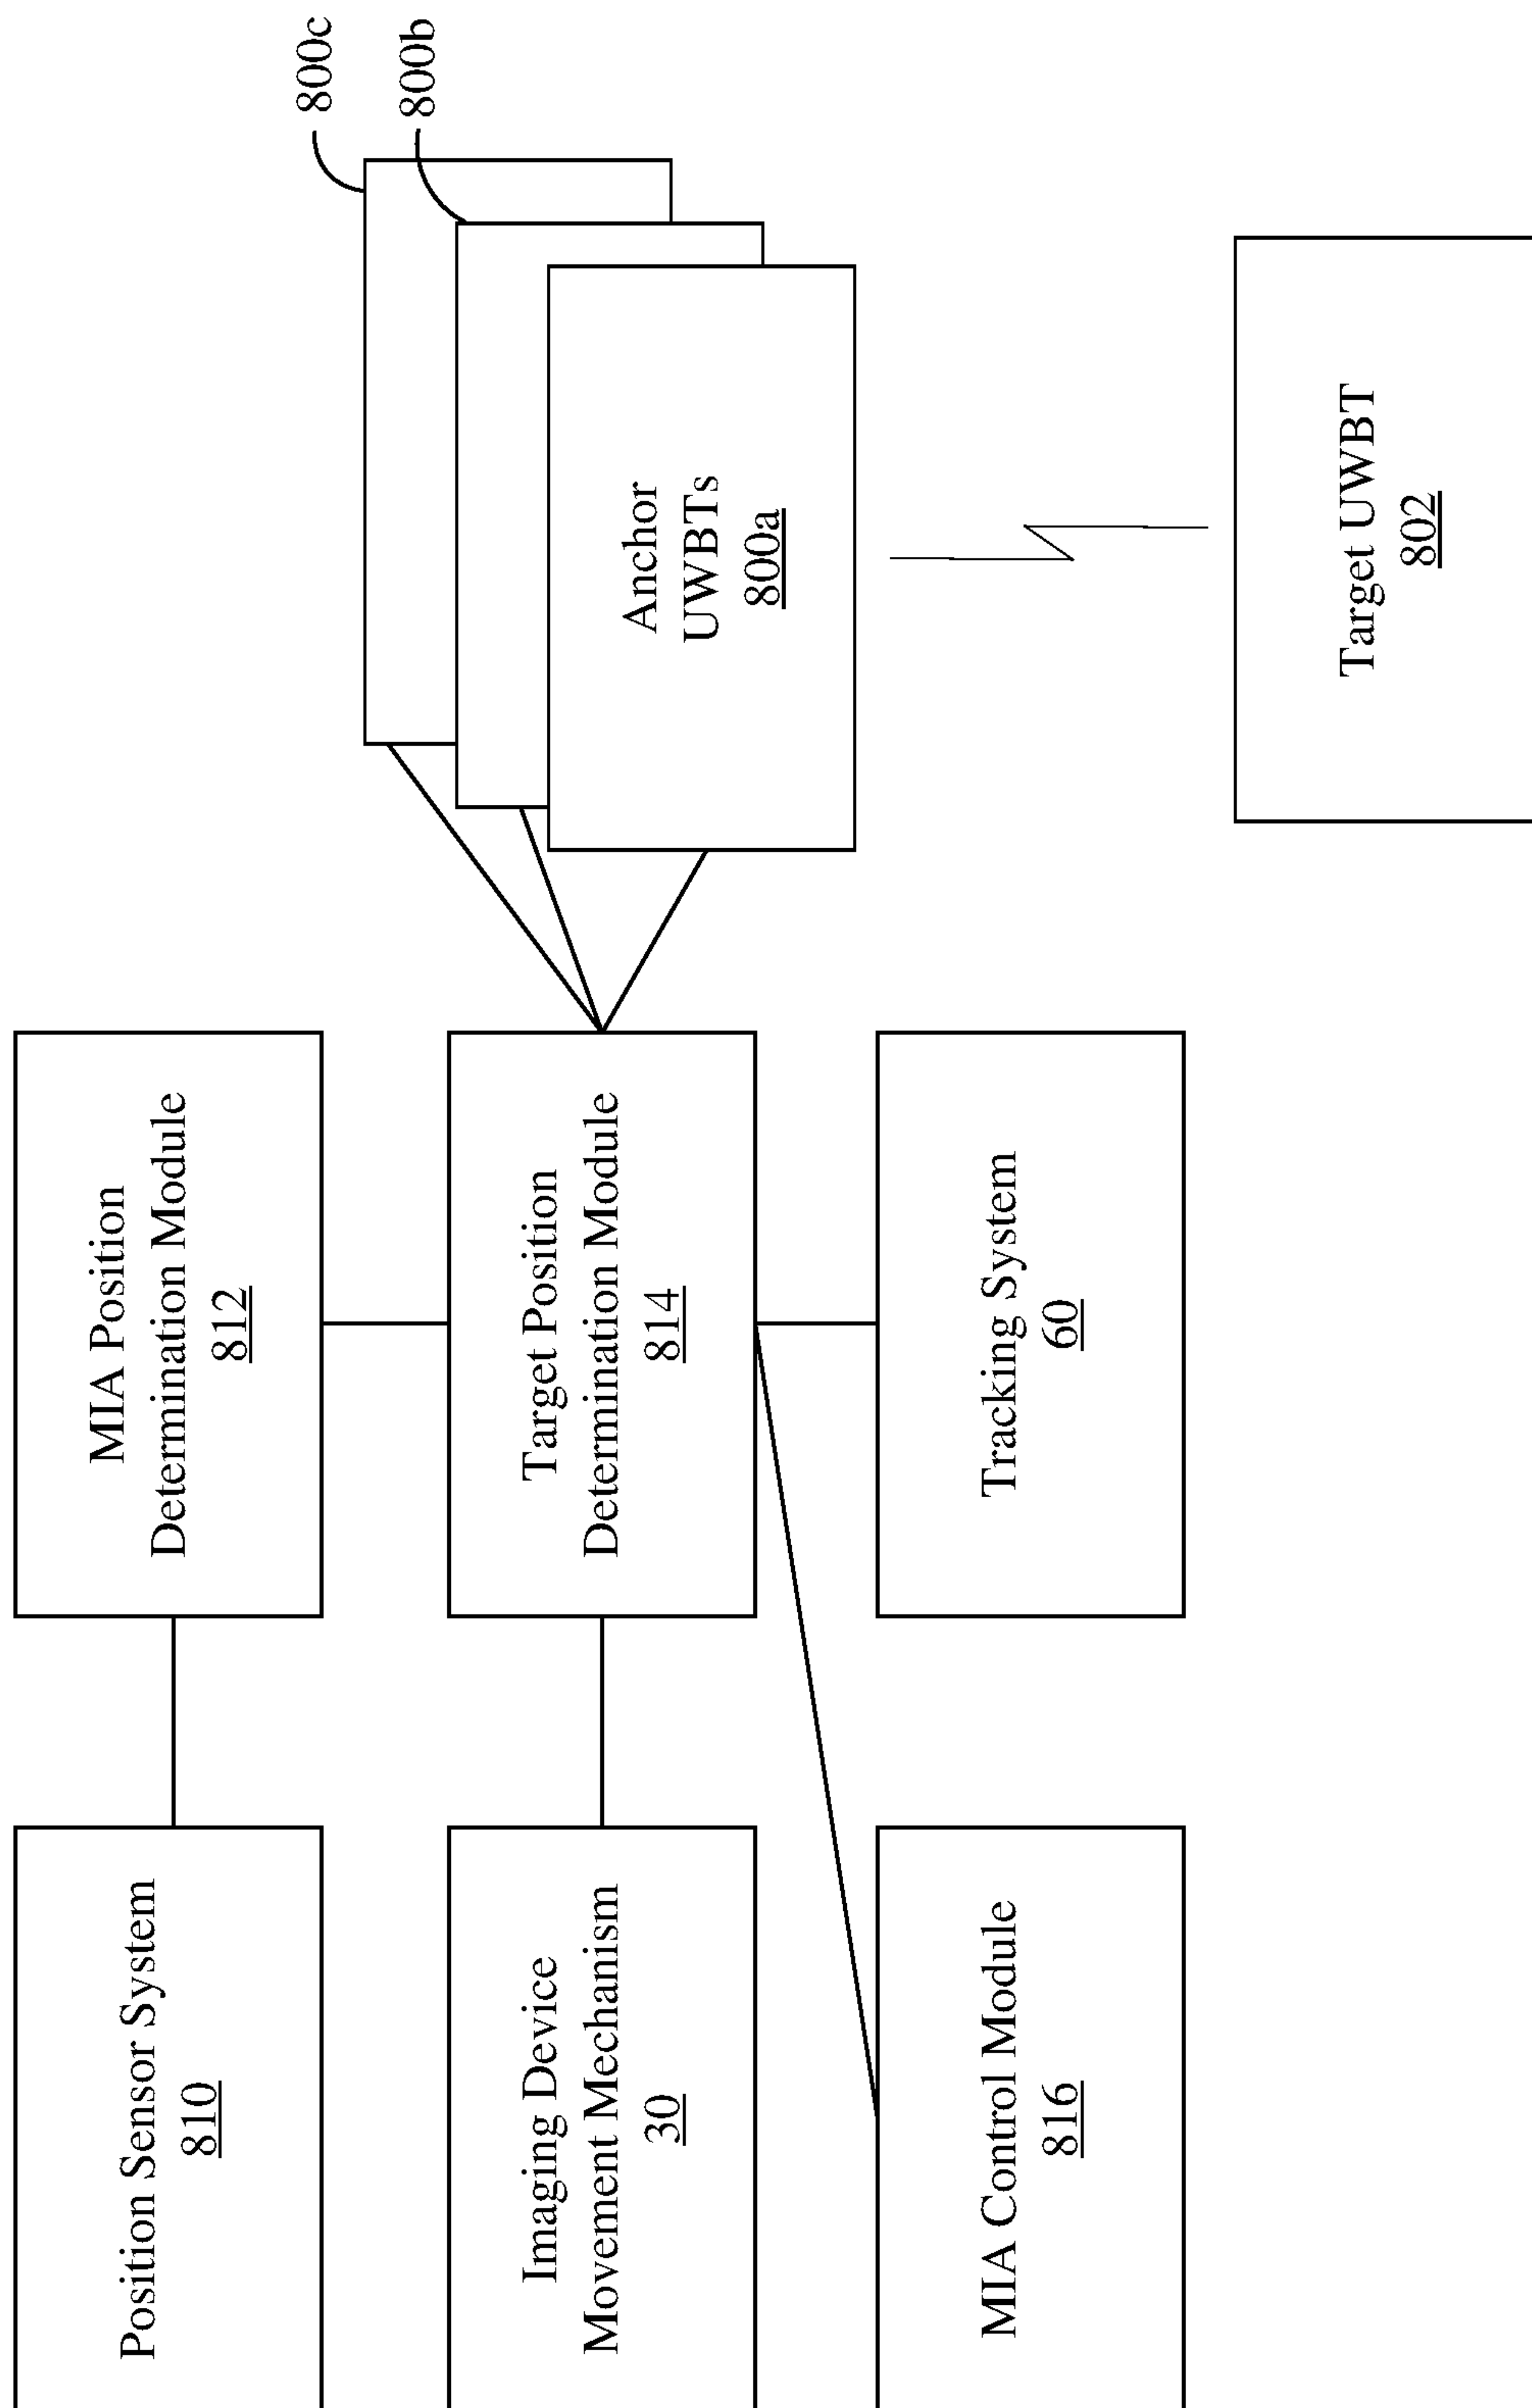 Position Sensor System
810
MIA Position
Determination Module
812
800c
800b
Imaging Device
Movement Mechanism
30
Target Position
Determination Module
814
Anchor
UWBTs
800a
MIA Control Module
816
Tracking System
60
Target UWBT
802